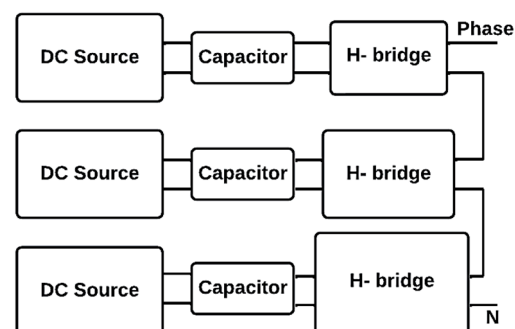 Phase
DC Source
Capacitor
H- bridge
DC Source
Capacitor
H- bridge
DC Source
Capacitor
H- bridge
N